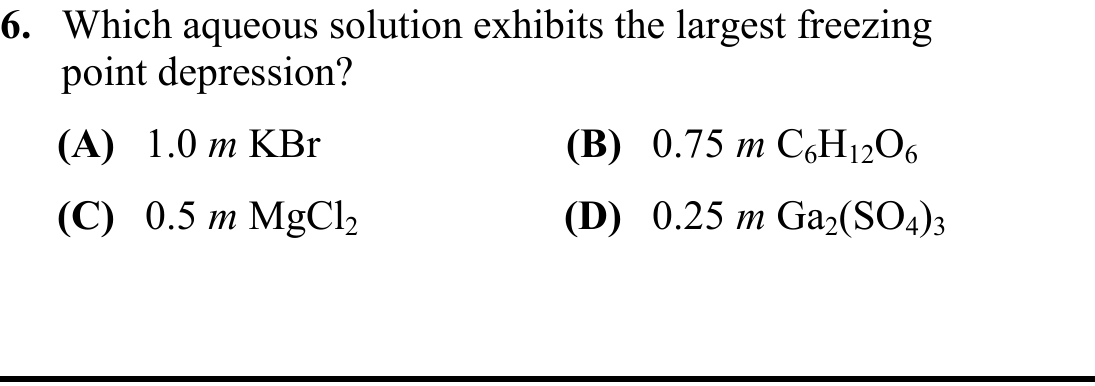 6. Which aqueous solution exhibits the largest freezing
point depression?
(A) 1.0 m KBr (B) 0.75 m C₆H₁₂O₆
(C) 0.5 m MgCl₂ (D) 0.25 m Ga₂(SO₄)₃